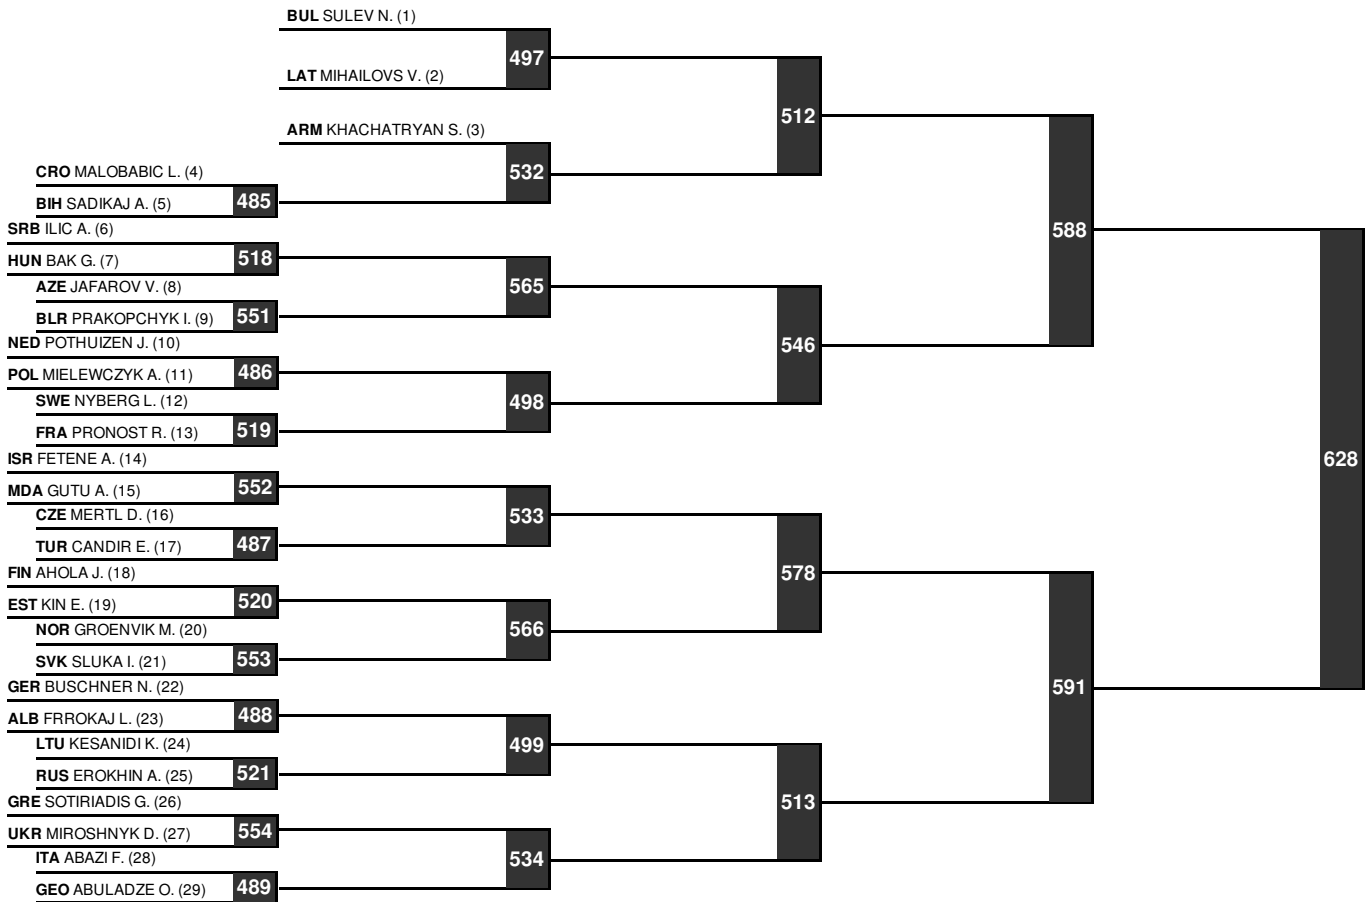 BUL SULEV N. (1)
497
LAT MIHAILOVS V. (2)
512
ARM KHACHATRYAN S. (3)
532
CRO MALOBABIC L. (4)
485
BIH SADIKAJ A. (5)
588
SRB ILIC A. (6)
518
HUN BAK G. (7)
565
AZE JAFAROV V. (8)
551
BLR PRAKOPCHYK I. (9)
546
NED POTHUIZEN J. (10)
486
POL MIELEWCZYK A. (11)
498
SWE NYBERG L. (12)
519
FRA PRONOST R. (13)
628
ISR FETENE A. (14)
552
MDA GUTU A. (15)
533
CZE MERTL D. (16)
487
TUR CANDIR E. (17)
578
FIN AHOLA J. (18)
520
EST KIN E. (19)
566
NOR GROENVIK M. (20)
553
SVK SLUKA I. (21)
591
GER BUSCHNER N. (22)
488
ALB FRROKAJ L. (23)
499
LTU KESANIDI K. (24)
521
RUS EROKHIN A. (25)
513
GRE SOTIRIADIS G. (26)
554
UKR MIROSHNYK D. (27)
534
ITA ABAZI F. (28)
489
GEO ABULADZE O. (29)